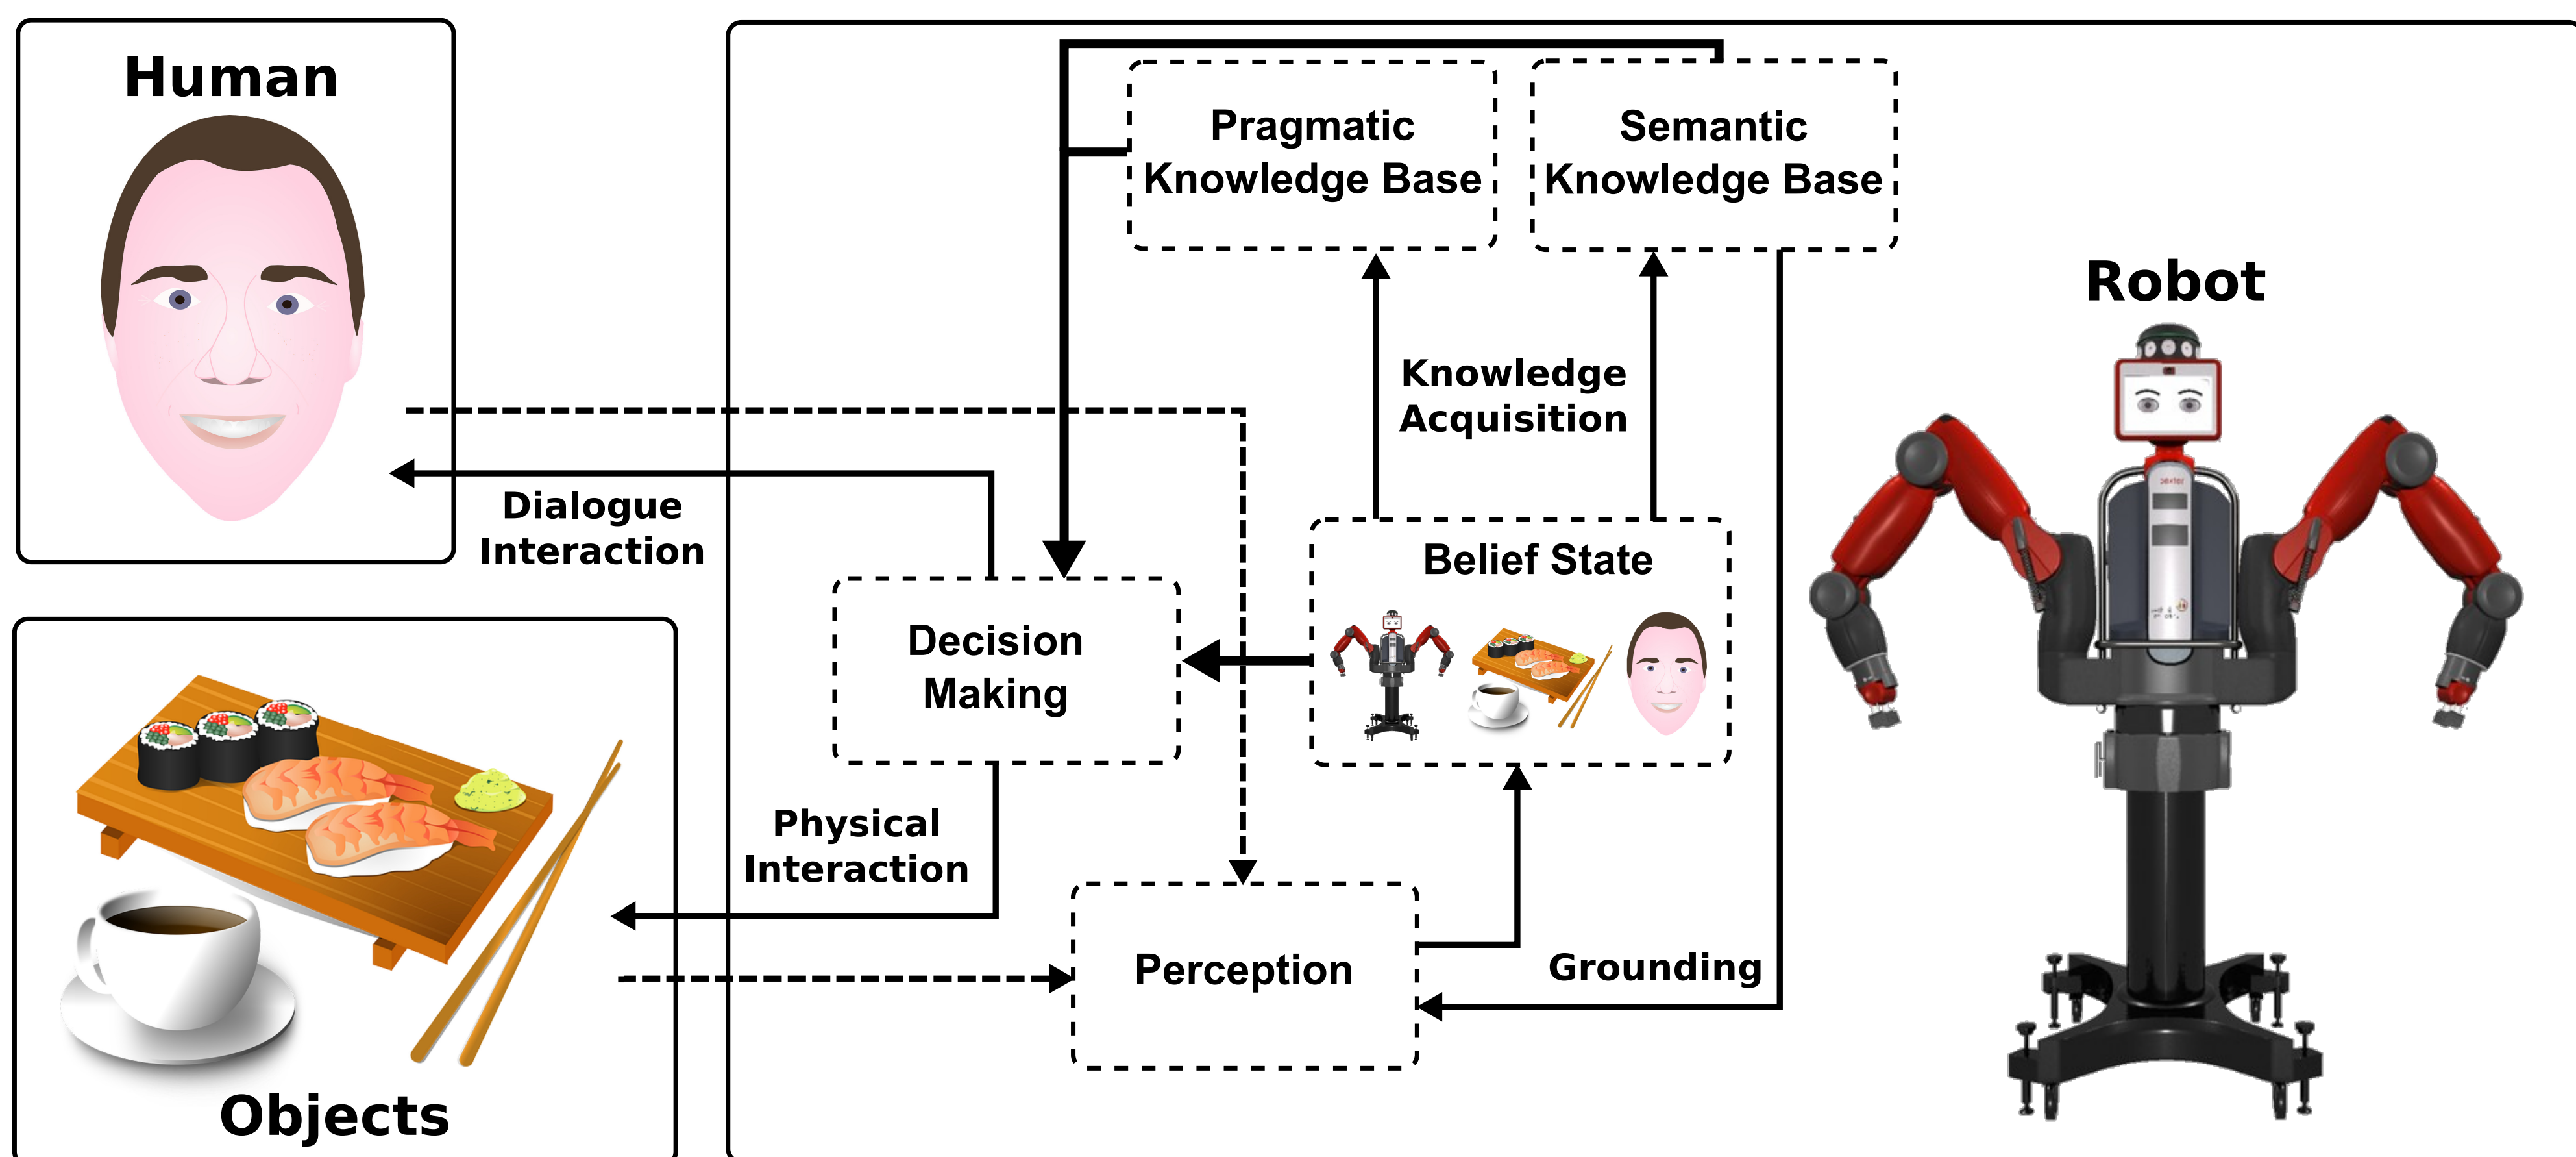 Human
Pragmatic
Knowledge Base
Semantic
Knowledge Base
Robot
Knowledge
Acquisition
Dialogue
Interaction
Belief State
Decision
Making
Physical
Interaction
Perception
Grounding
Objects